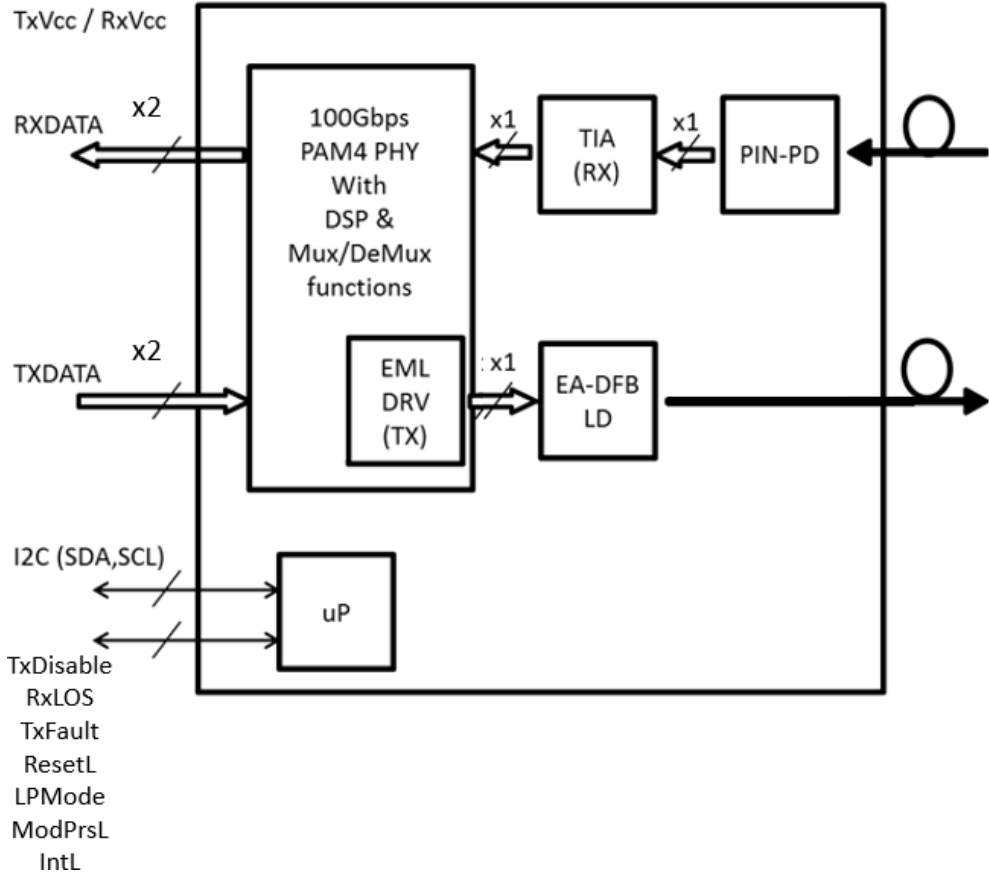 TxVcc / RxVcc
RXDATA
x2
100Gbps
PAM4 PHY
With
DSP &
Mux/DeMux
functions
x1
TIA
(RX)
x1
PIN-PD
TXDATA
x2
EML
DRV
(TX)
: x1
EA-DFB
LD
I2C (SDA,SCL)
uP
TxDisable
RxLOS
TxFault
ResetL
LPMode
ModPrsL
IntL